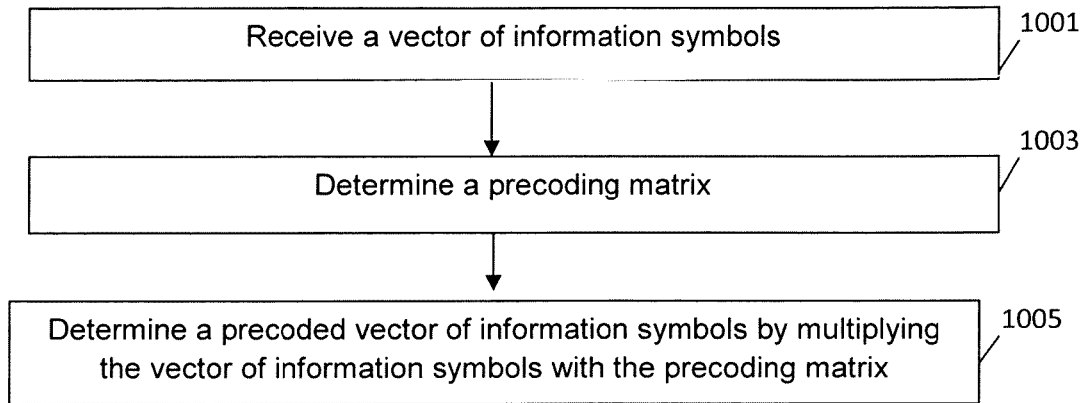 Receive a vector of information symbols
1001
Determine a precoding matrix
1003
Determine a precoded vector of information symbols by multiplying
the vector of information symbols with the precoding matrix
1005